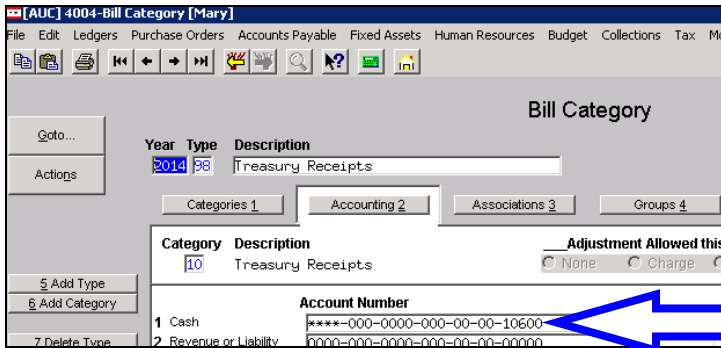 [AUC] 4004-Bill Category [Mary]
File Edit Ledgers Purchase Orders Accounts Payable Fixed Assets Human Resources Budget Collections Tax
Bill Category
Goto...
Year Type Description
2014 98 Treasury Receipts
Actions
Categories 1 Accounting 2 Associations 3 Groups 4
Category Description ___Adjustment Allowed this
10 Treasury Receipts None Charge
5 Add Type
6 Add Category
Account Number
1 Cash ****-000-0000-000-00-00-10600-
7 Delete Type
2 Revenue or Liability 0000-000-0000-000-00-00-00000